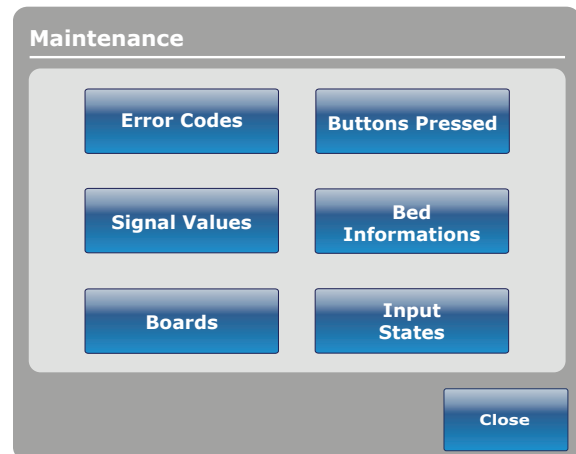 Maintenance
Error Codes
Buttons Pressed
Signal Values
Bed
Informations
Boards
Input
States
Close